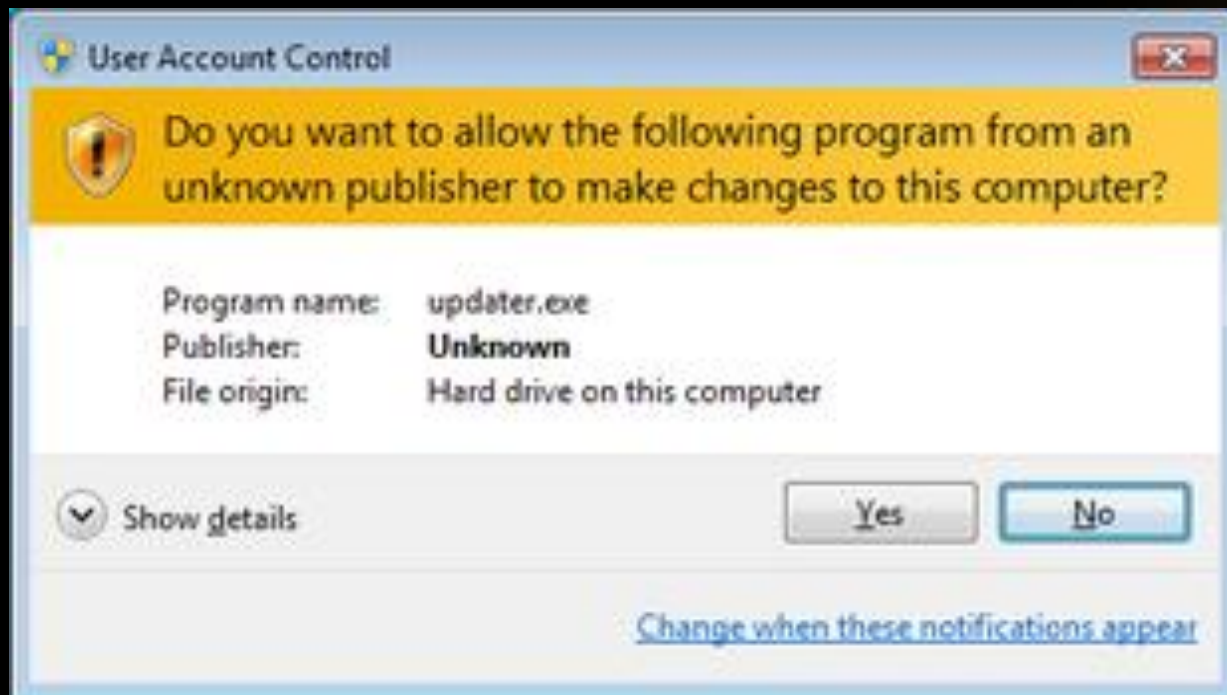 User Account Control
Do you want to allow the following program from an
unknown publisher to make changes to this computer?
Program name: updater.exe
Publisher: Unknown
File origin: Hard drive on this computer
Show details
Yes No
Change when these notifications appear